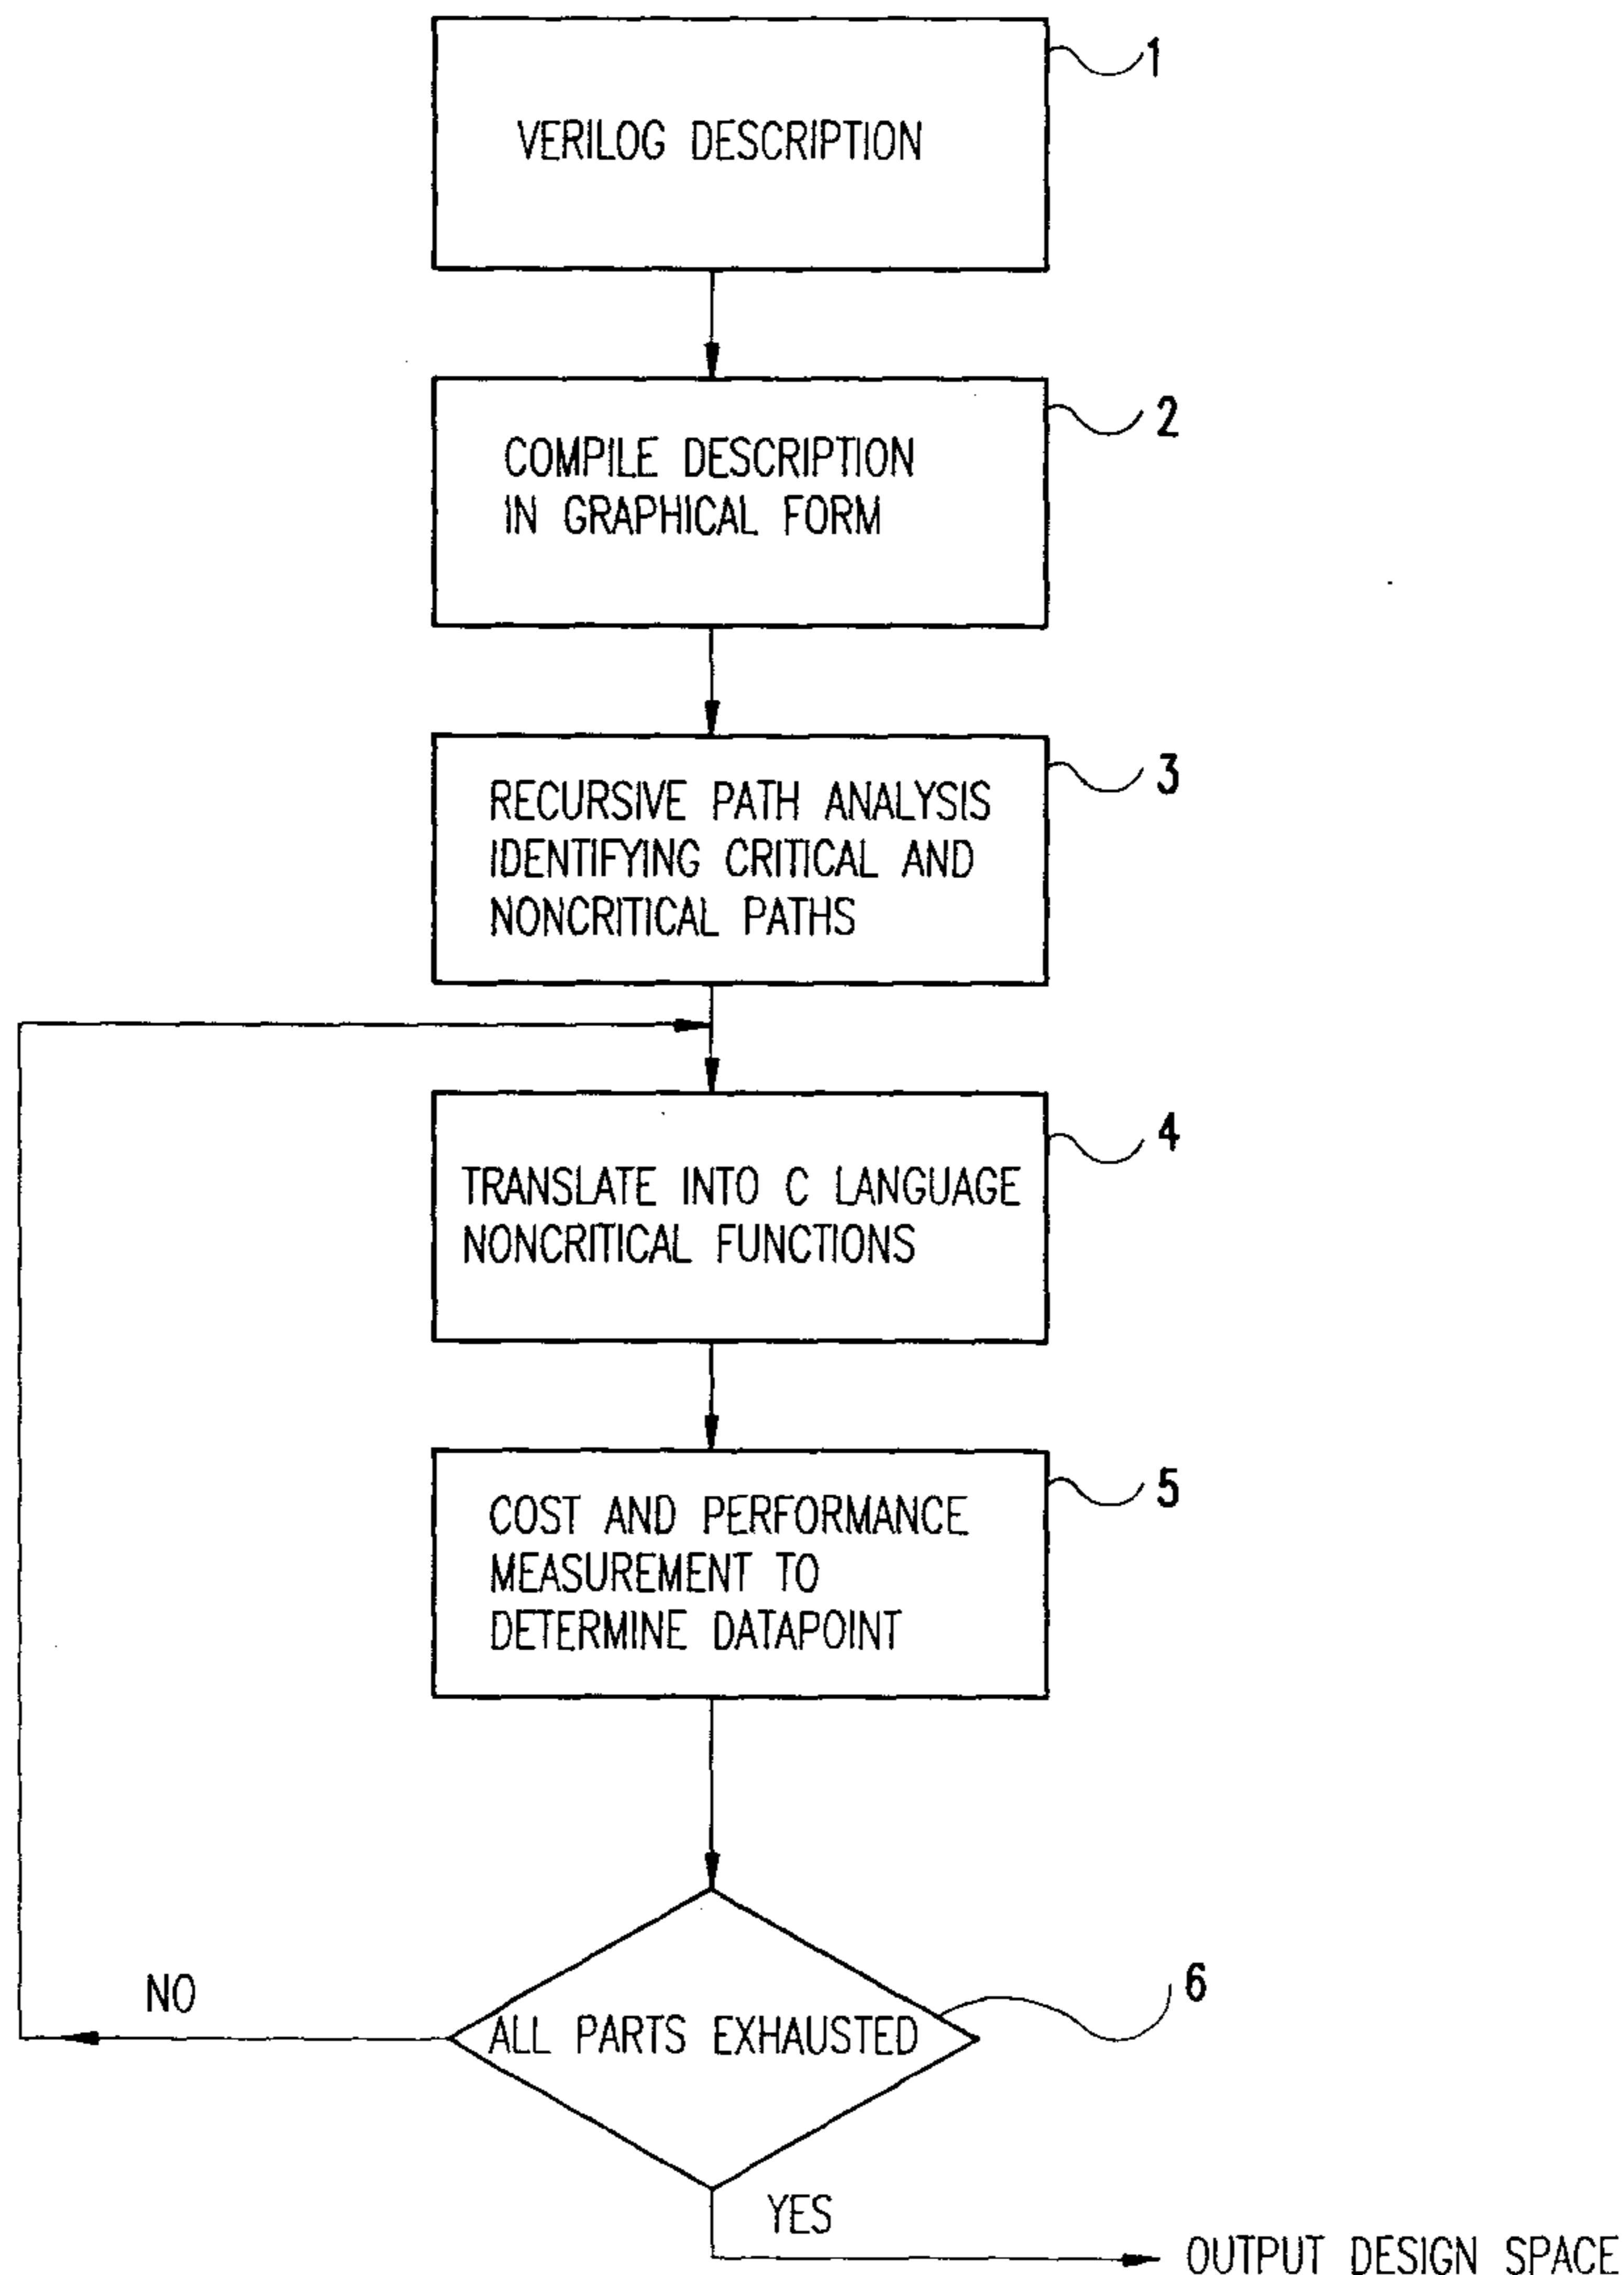 1
VERILOG DESCRIPTION
2
COMPILE DESCRIPTION
IN GRAPHICAL FORM
3
RECURSIVE PATH ANALYSIS
IDENTIFYING CRITICAL AND
NONCRITICAL PATHS
4
TRANSLATE INTO C LANGUAGE
NONCRITICAL FUNCTIONS
5
COST AND PERFORMANCE
MEASUREMENT TO
DETERMINE DATAPOINT
6
NO
ALL PARTS EXHAUSTED
YES
OUTPUT DESIGN SPACE